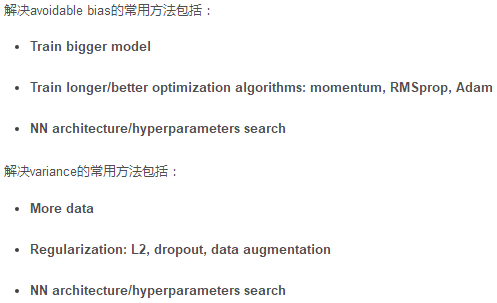 解决avoidable bias的常用方法包括：
• Train bigger model
• Train longer/better optimization algorithms: momentum, RMSprop, Adam
• NN architecture/hyperparameters search
解决variance的常用方法包括：
• More data
• Regularization: L2, dropout, data augmentation
• NN architecture/hyperparameters search